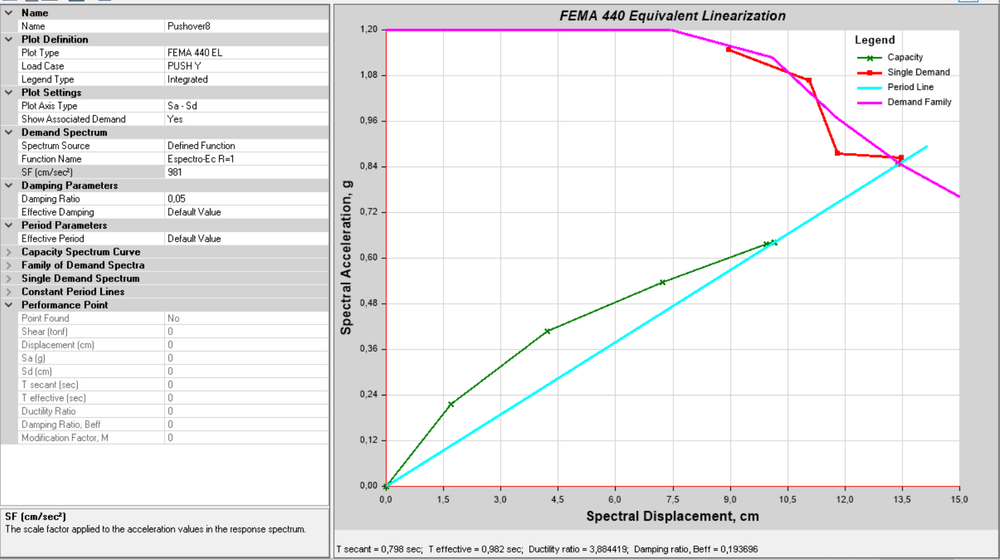 Name
Name Pushover8
Plot Definition
Plot Type FEMA 440 EL
Load Case PUSH Y
Legend Type Integrated
Plot Settings
Plot Axis Type Sa - Sd
Show Associated Demand Yes
Demand Spectrum
Spectrum Source Defined Function
Function Name Espectro-Ec R=1
SF (cm/sec²) 981
Damping Parameters
Damping Ratio 0,05
Effective Damping Default Value
Period Parameters
Effective Period Default Value
Capacity Spectrum Curve
Family of Demand Spectra
Single Demand Spectrum
Constant Period Lines
Performance Point
Point Found No
Shear (tonf) 0
Displacement (cm) 0
Sa (g) 0
Sd (cm) 0
T secant (sec) 0
T effective (sec) 0
Ductility Ratio 0
Damping Ratio, Beff 0
Modification Factor, M 0
SF (cm/sec²)
The scale factor applied to the acceleration values in the response spectrum.
FEMA 440 Equivalent Linearization
Legend
Capacity
Single Demand
Period Line
Demand Family
Spectral Acceleration, g
1,20
1,08
0,96
0,84
0,72
0,60
0,48
0,36
0,24
0,12
0,00
0,0 1,5 3,0 4,5 6,0 7,5 9,0 10,5 12,0 13,5 15,0
Spectral Displacement, cm
T secant = 0,798 sec; T effective = 0,982 sec; Ductility ratio = 3,884419; Damping ratio, Beff = 0,193696